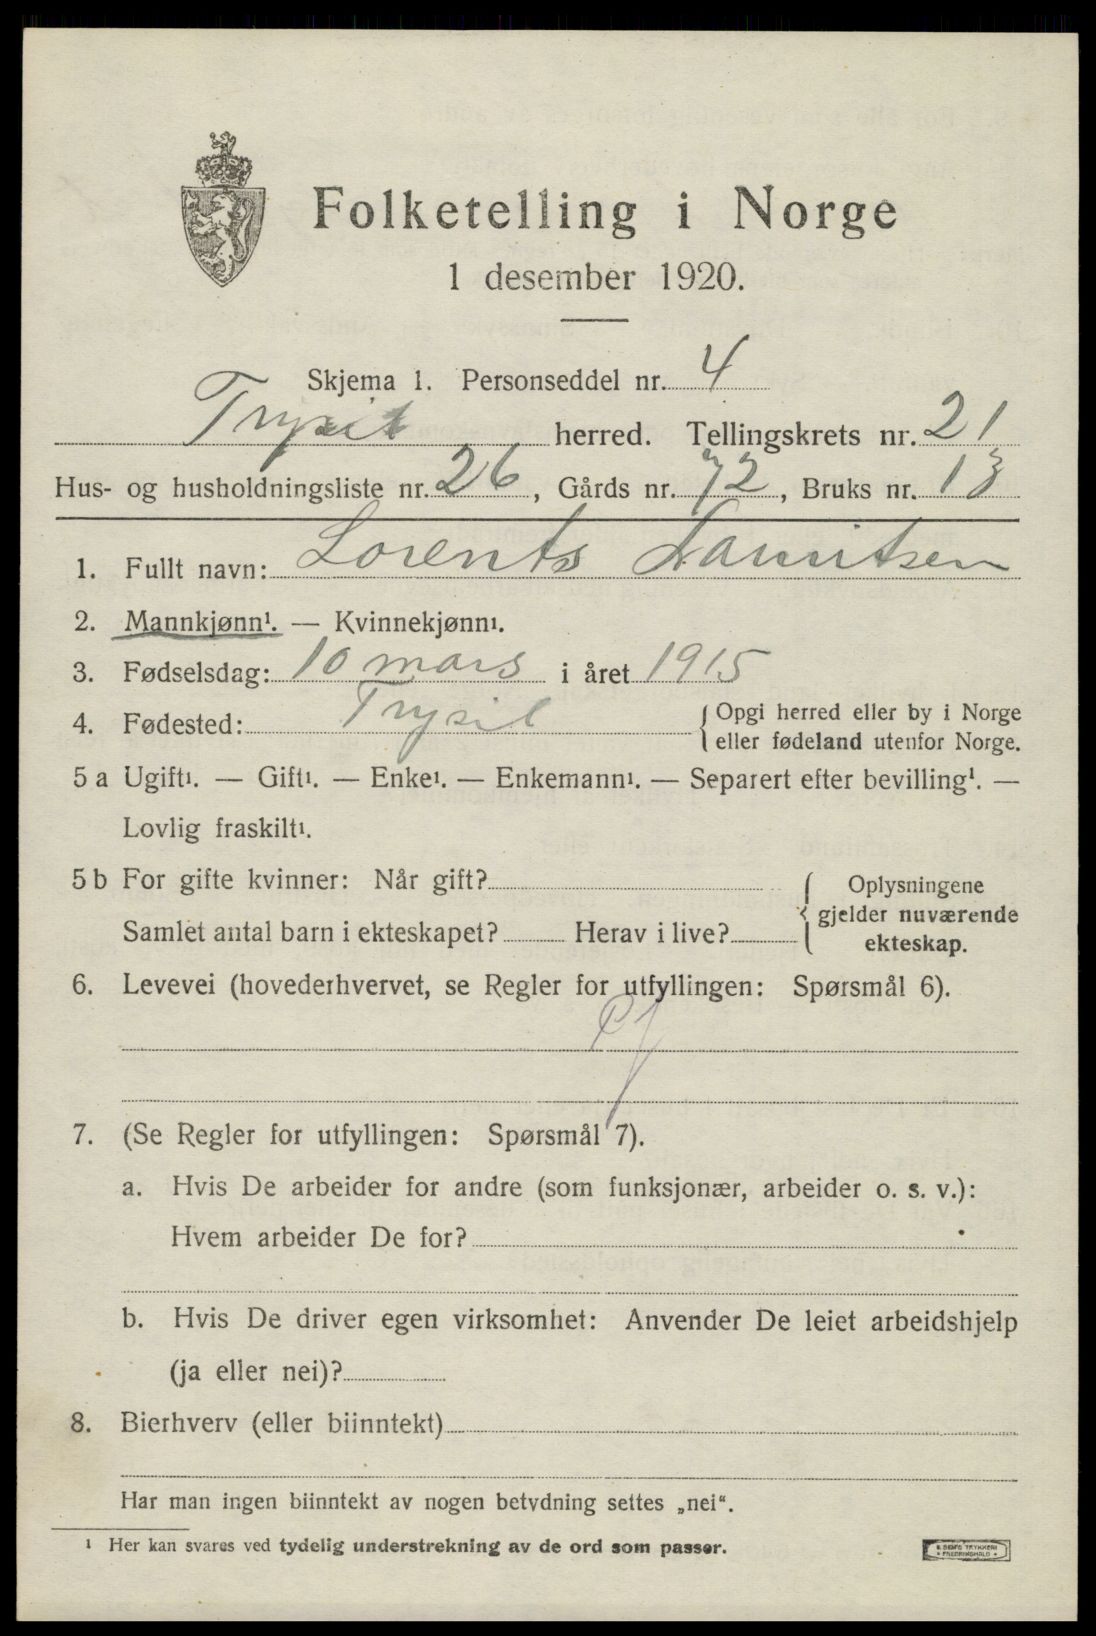 Folketelling i Norge
1 desember 1920.
Skjema 1. Personseddel nr. 4
Trysil herred. Tellingskrets nr. 21
Hus- og husholdningsliste nr. 26, Gårds nr. 72, Bruks nr. 13
1. Fullt navn: Lorents Lauritsen
2. Mannkjønn¹. — Kvinnekjønn¹.
3. Fødselsdag: 10 mars i året 1915
4. Fødested: Trysil {Opgi herred eller by i Norge
eller fødeland utenfor Norge.
5 a Ugift¹. — Gift¹. — Enke¹. — Enkemann¹. — Separert efter bevilling¹. —
Lovlig fraskilt¹.
5 b For gifte kvinner: Når gift? { Oplysningene
gjelder nuværende
Samlet antal barn i ekteskapet? Herav i live? ekteskap.
6. Levevei (hovederhvervet, se Regler for utfyllingen: Spørsmål 6).
7. (Se Regler for utfyllingen: Spørsmål 7).
a. Hvis De arbeider for andre (som funksjonær, arbeider o. s. v.):
Hvem arbeider De for?
b. Hvis De driver egen virksomhet: Anvender De leiet arbeidshjelp
(ja eller nei)?
8. Bierhverv (eller biinntekt)
Har man ingen biinntekt av nogen betydning settes „nei“.
¹ Her kan svares ved tydelig understrekning av de ord som passer.